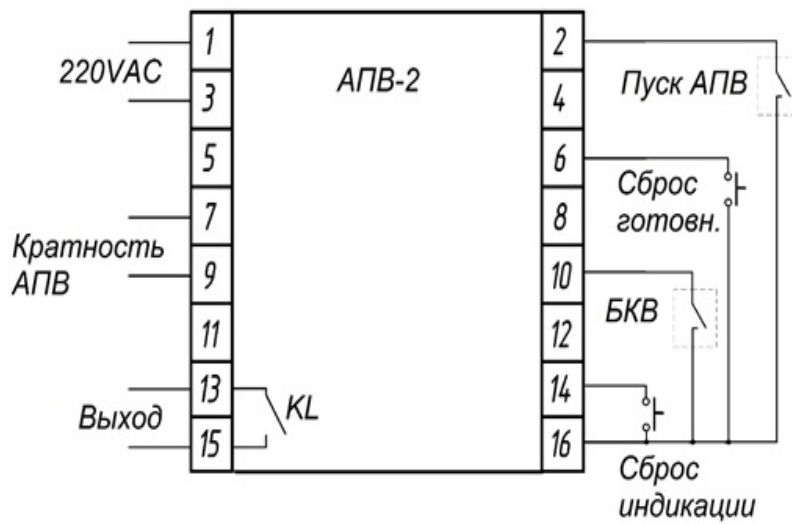 1
2
220VAC
АПВ-2
Пуск АПВ
3
4
5
6
Сброс
готовн.
7
8
Кратность
АПВ
9
10
БКВ
11
12
13
KL
14
Выход
15
16
Сброс
индикации